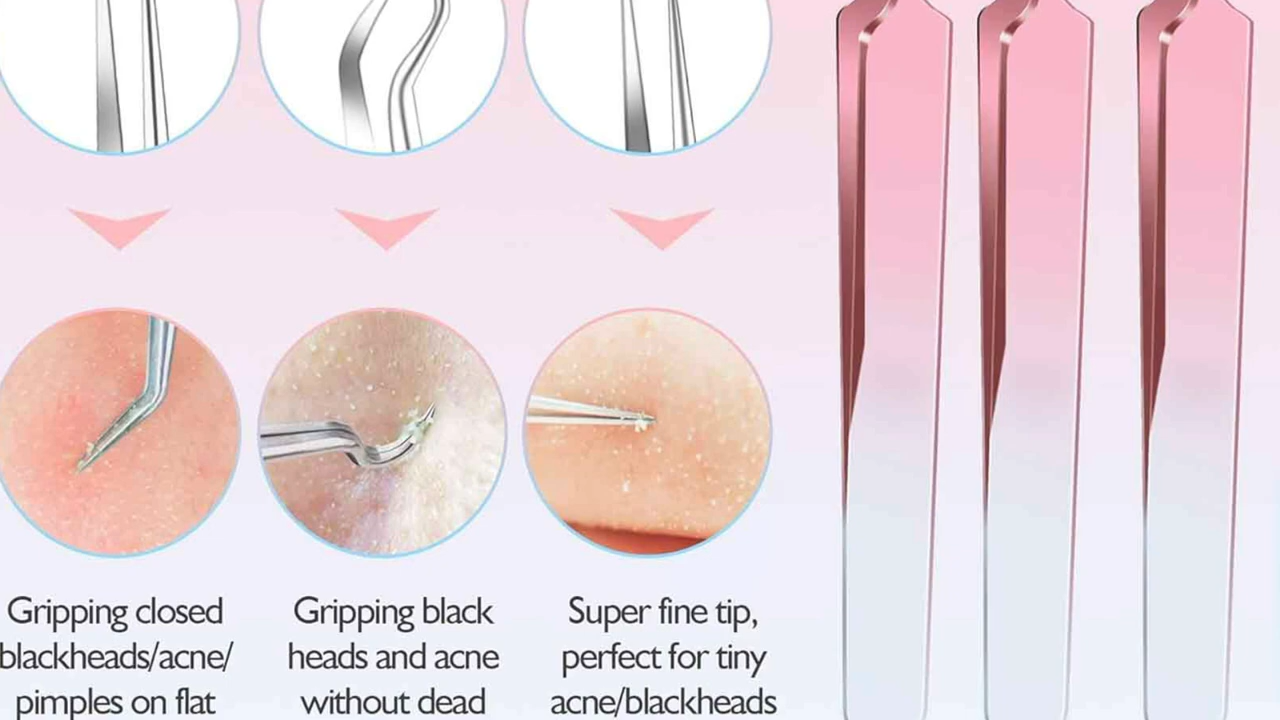 Gripping closed
blackheads/acne/
pimples on flat
Gripping black
heads and acne
without dead
Super fine tip,
perfect for tiny
acne/blackheads